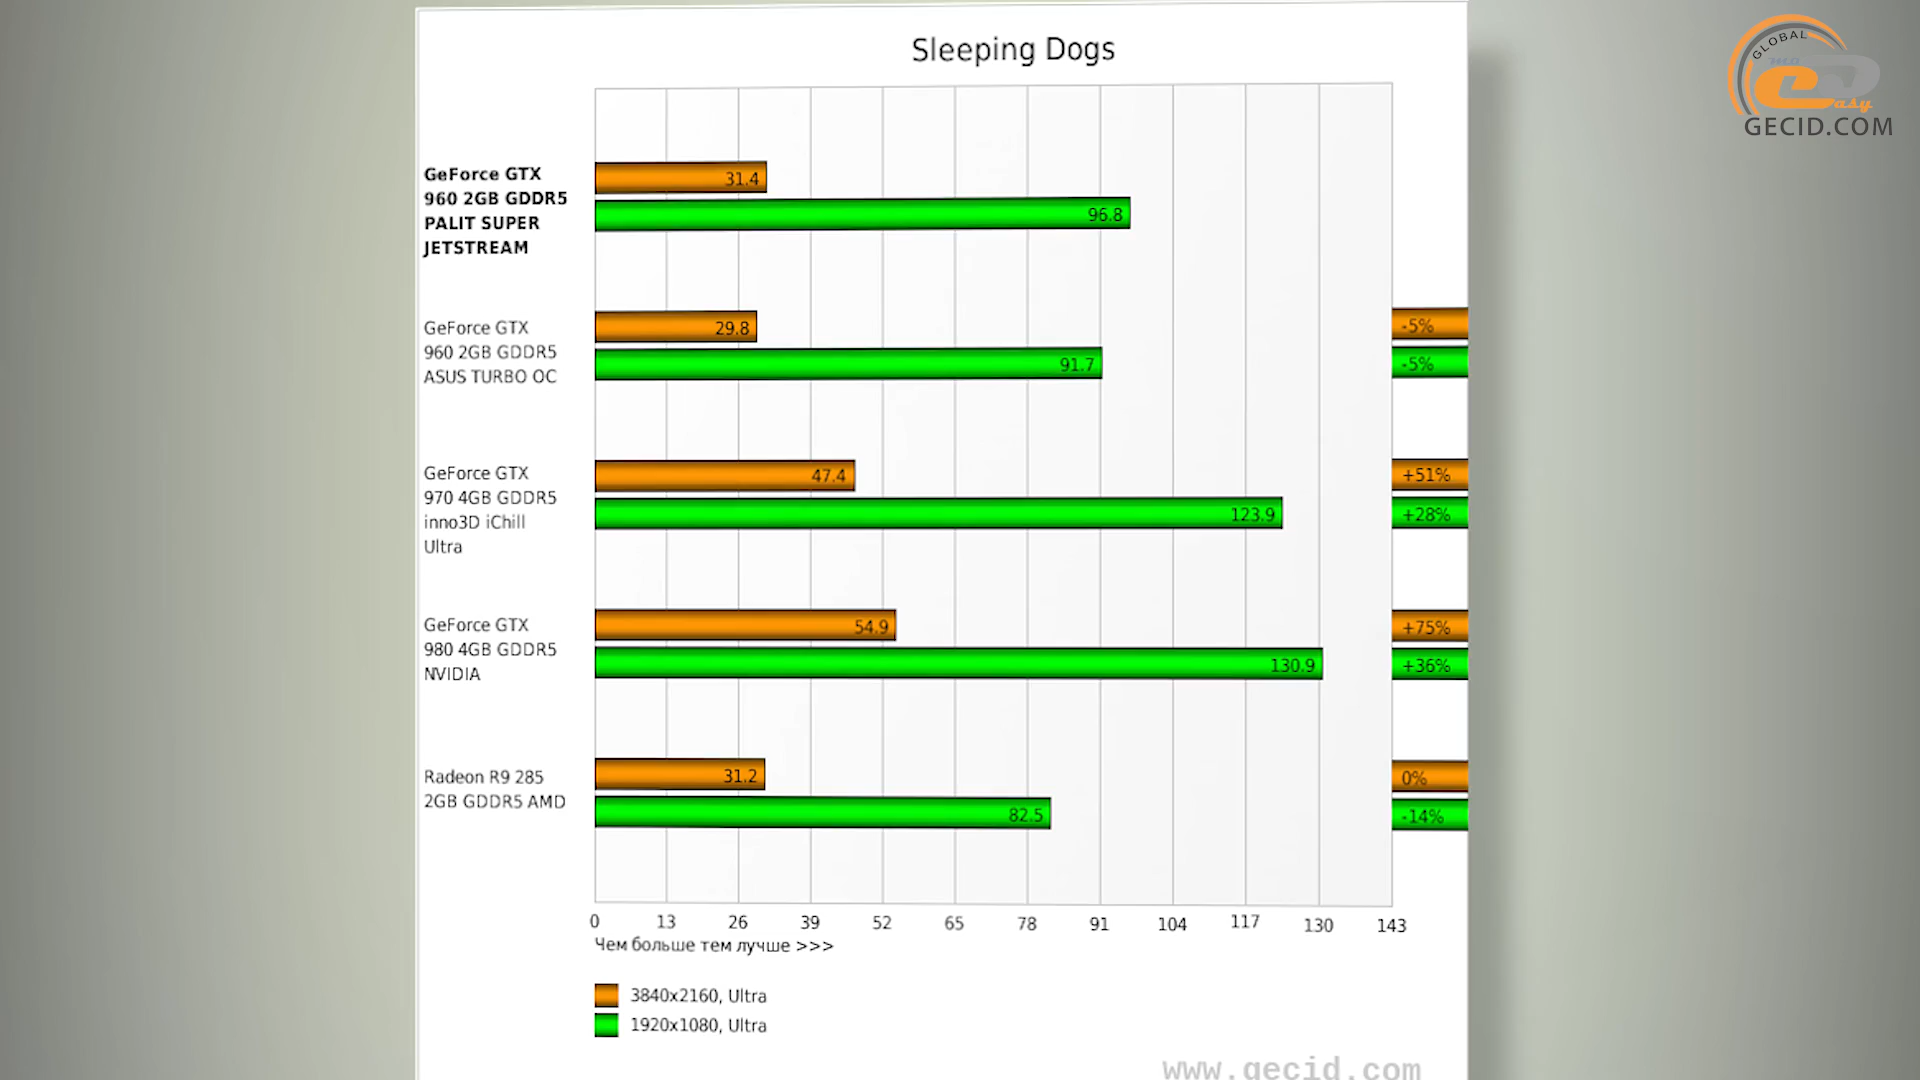 Sleeping Dogs
GLOBAL
easy
GECID.COM
GeForce GTX
960 2GB GDDR5
PALIT SUPER
JETSTREAM
31.4
96.8
GeForce GTX
960 2GB GDDR5
ASUS TURBO OC
29.8
91.7
-5%
-5%
GeForce GTX
970 4GB GDDR5
inno3D iChill
Ultra
47.4
123.9
+51%
+28%
GeForce GTX
980 4GB GDDR5
NVIDIA
54.9
130.9
+75%
+36%
Radeon R9 285
2GB GDDR5 AMD
31.2
82.5
0%
-14%
0 13 26 39 52 65 78 91 104 117 130 143
Чем больше тем лучше >>>
3840x2160, Ultra
1920x1080, Ultra
www.gecid.com